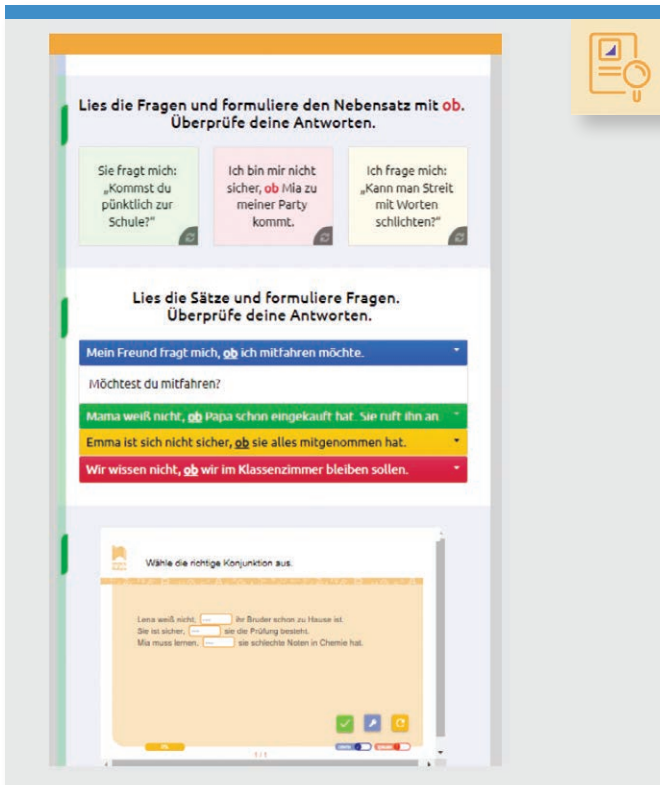 Lies die Fragen und formuliere den Nebensatz mit ob.
Überprüfe deine Antworten.
Sie fragt mich:
„Kommst du
pünktlich zur
Schule?“
Ich bin mir nicht
sicher, ob Mia zu
meiner Party
kommt.
Ich frage mich:
„Kann man Streit
mit Worten
schlichten?“
Lies die Sätze und formuliere Fragen.
Überprüfe deine Antworten.
Mein Freund fragt mich, ob ich mitfahren möchte.
Möchtest du mitfahren?
Mama weiß nicht, ob Papa schon eingekauft hat. Sie ruft ihn an
Emma ist sich nicht sicher, ob sie alles mitgenommen hat.
Wir wissen nicht, ob wir im Klassenzimmer bleiben sollen.
Wähle die richtige Konjunktion aus.
Lena weiß nicht, --- ihr Bruder schon zu Hause ist.
Sie ist sicher, --- sie die Prüfung besteht.
Mia muss lernen, --- sie schlechte Noten in Chemie hat.
1 / 1